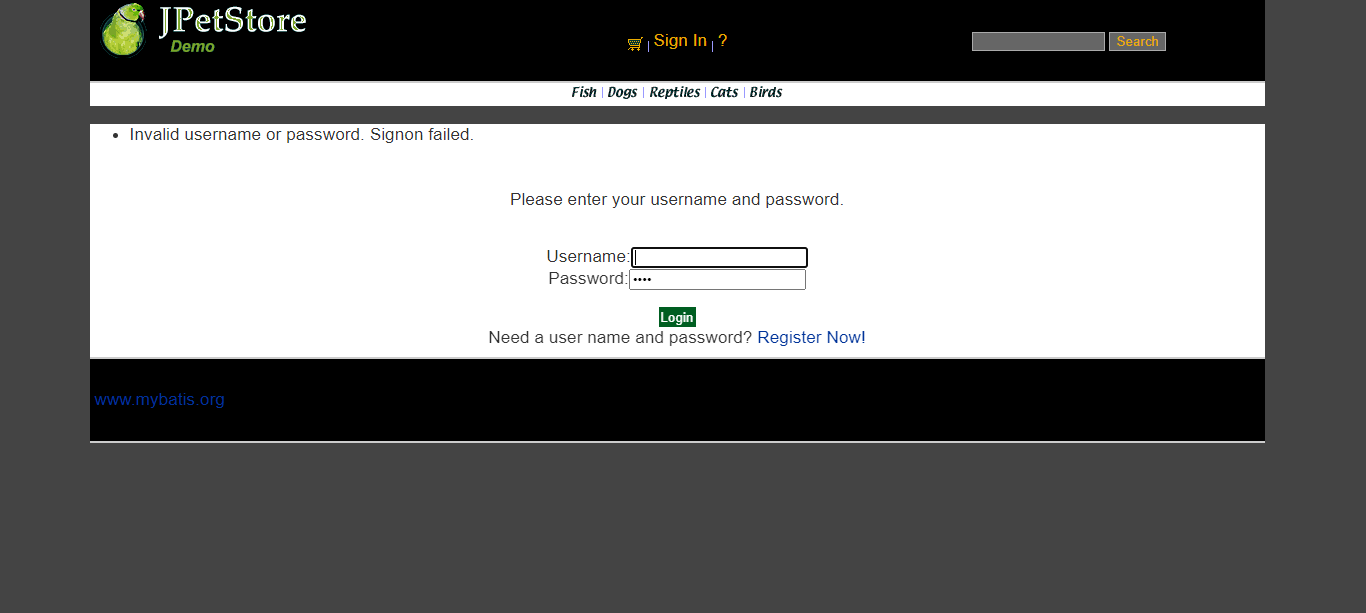 JPetStore
Demo
Sign In | ?
Search
Fish | Dogs | Reptiles | Cats | Birds
• Invalid username or password. Signon failed.
Please enter your username and password.
Username:
Password: ••••
Login
Need a user name and password? Register Now!
www.mybatis.org